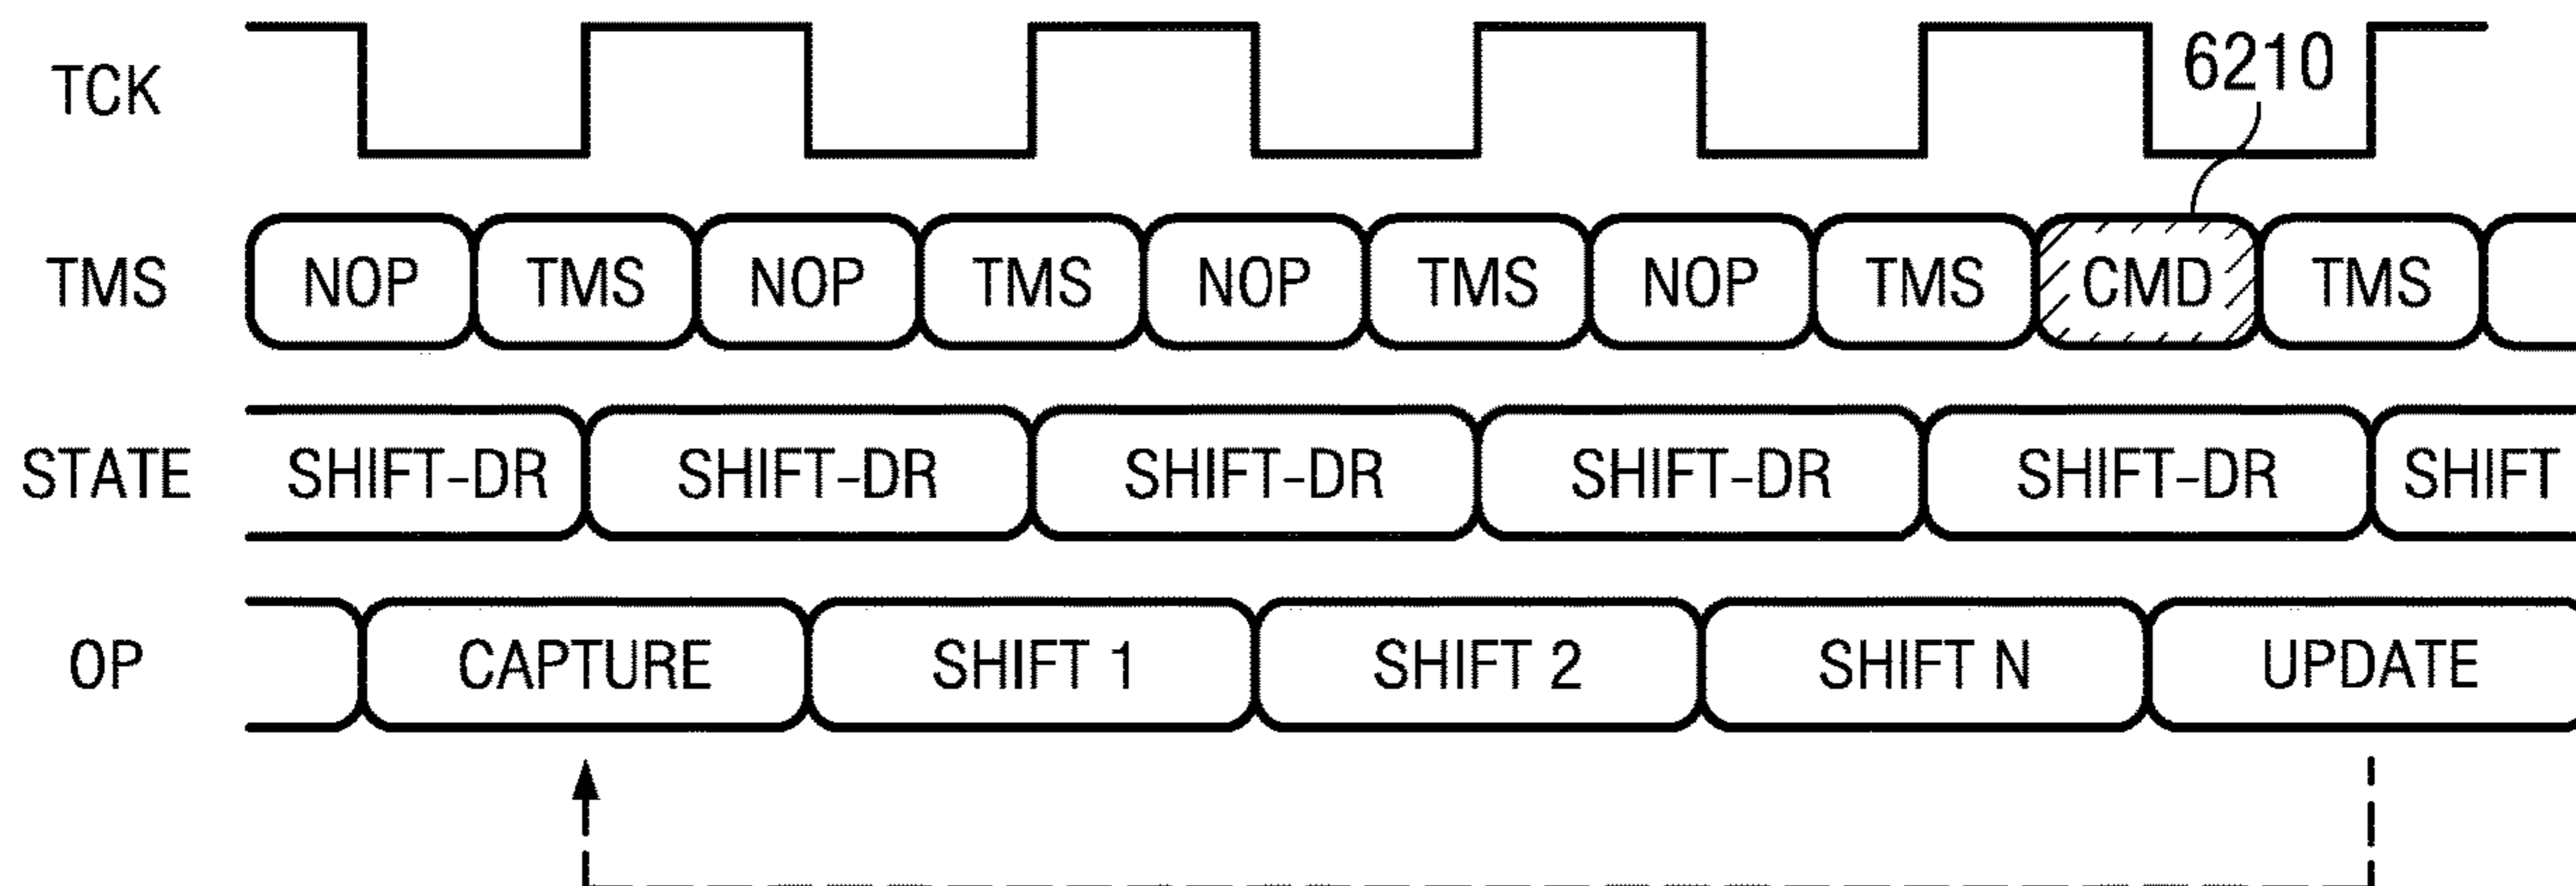 TCK 6210
TMS NOP TMS NOP TMS NOP TMS NOP TMS CMD TMS
STATE SHIFT-DR SHIFT-DR SHIFT-DR SHIFT-DR SHIFT-DR SHIFT
OP CAPTURE SHIFT 1 SHIFT 2 SHIFT N UPDATE